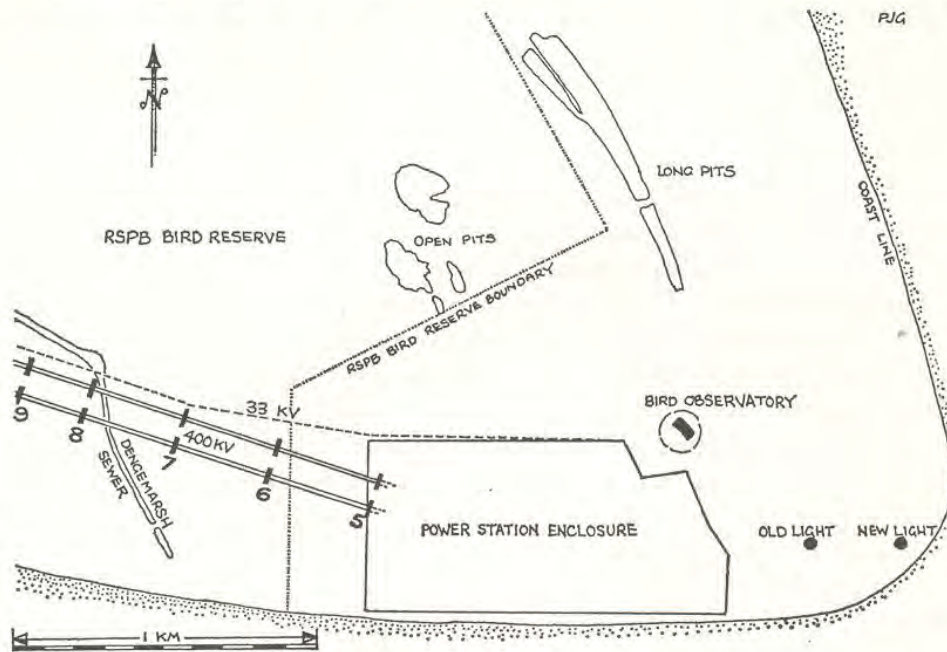 PJG
N
LONG PITS
COAST LINE
RSPB BIRD RESERVE
OPEN PITS
RSPB BIRD RESERVE BOUNDARY
33 KV
BIRD OBSERVATORY
9
8
400KV
7
DENGEMARSH
SEWER
6
5
POWER STATION ENCLOSURE
OLD LIGHT
NEW LIGHT
1 KM